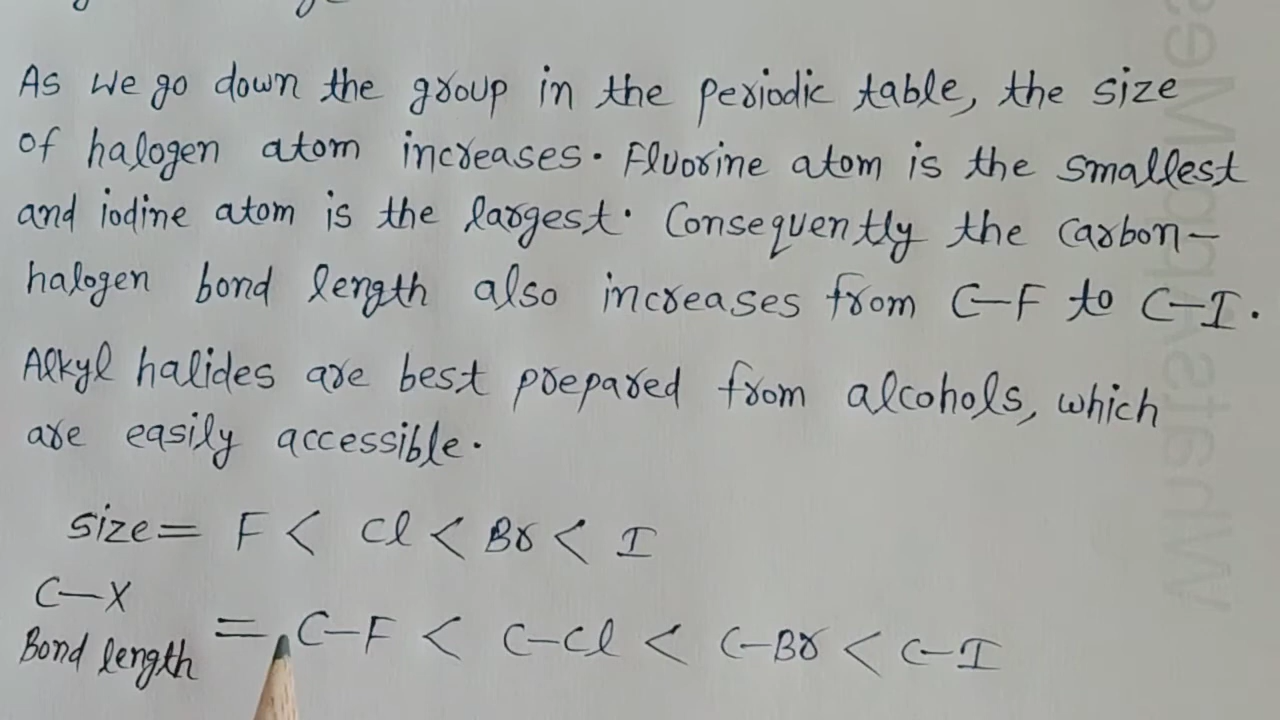 As we go down the group in the periodic table, the size
of halogen atom increases. Fluorine atom is the smallest
and iodine atom is the largest. Consequently the carbon-
halogen bond length also increases from C-F to C-I.
Alkyl halides are best prepared from alcohols, which
are easily accessible.
size = F < Cl < Br < I
C-X
Bond length = C-F < C-Cl < C-Br < C-I